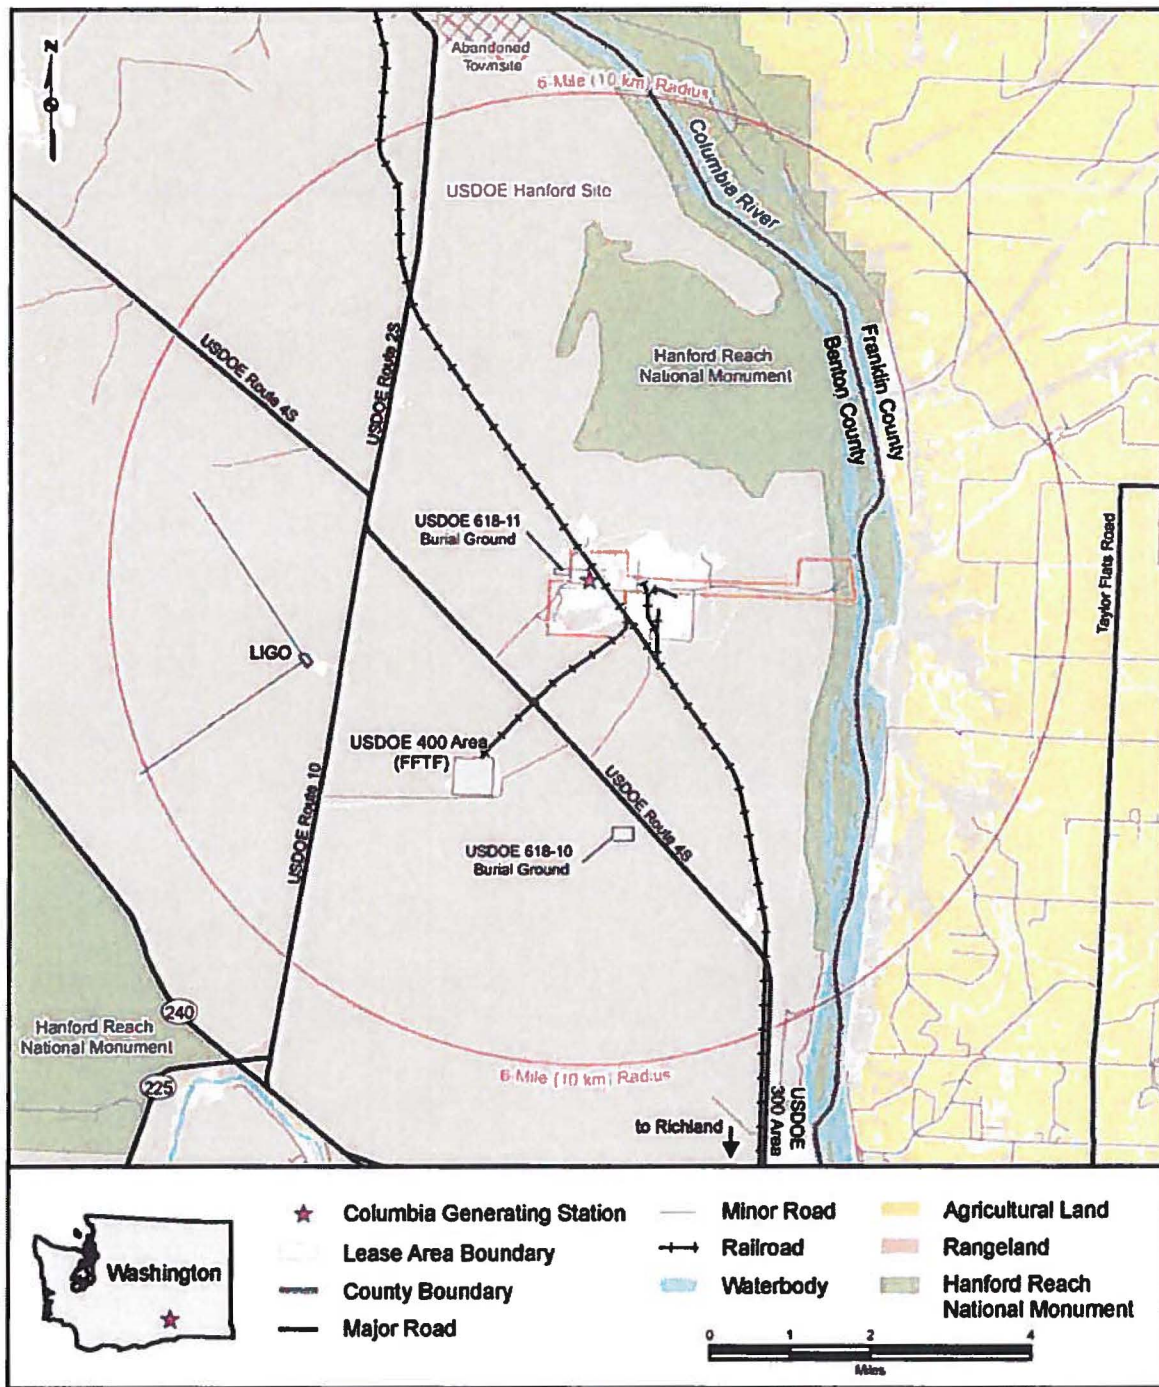 N
Abandoned
Townsite
6-Mile (10 km) Radius
Columbia River
USDOE Hanford Site
USDOE Route 4S
USDOE Route 2S
Hanford Reach
National Monument
Franklin County
Benton County
USDOE 618-11
Burial Ground
Taylor Flats Road
LIGO
USDOE 400 Area
(FFTF)
USDOE Route 10
USDOE Route 4S
USDOE 618-10
Burial Ground
240
Hanford Reach
National Monument
225
6-Mile (10 km) Radius
to Richland
USDOE
300 Area
Washington
Columbia Generating Station
Lease Area Boundary
County Boundary
Major Road
Minor Road
Railroad
Waterbody
Agricultural Land
Rangeland
Hanford Reach
National Monument
0 1 2 4
Miles